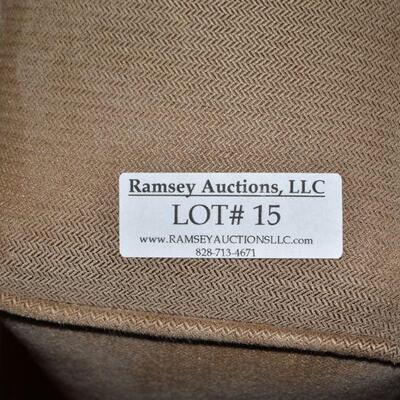 Ramsey Auctions, LLC
LOT# 15
www.RAMSEYAUCTIONSLLC.com
828-713-4671